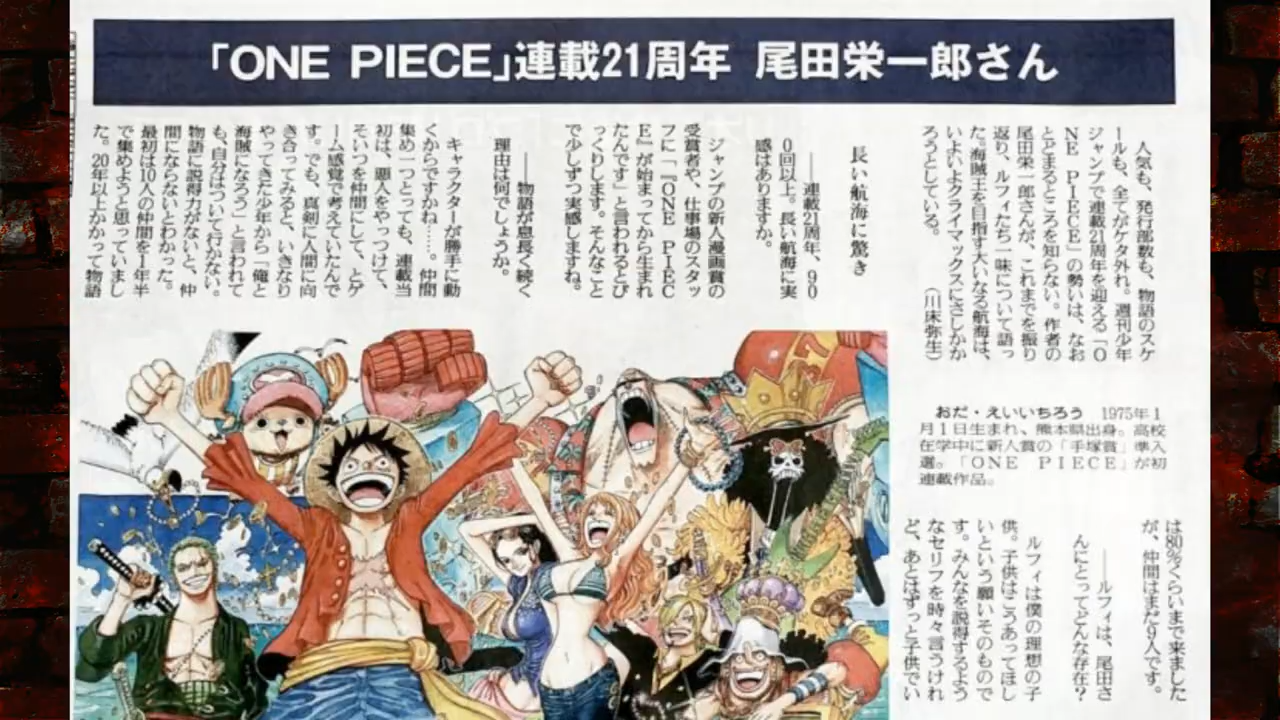 「ONE PIECE」連載21周年 尾田栄一郎さん
人気も、発行部数も、物語のスケ
ールも、全てがケタ外れ。週刊少年
ジャンプで連載21周年を迎える「O
NE PIECE」の勢いは、なお
とどまるところを知らない。作者の
尾田栄一郎さんが、これまでを振り
返り、ルフィたち一味について語っ
た。海賊王を目指す大いなる航海は、
いよいよクライマックスにさしかか
ろうとしている。 (川床弥生)
おだ・えいいちろう 1975年1
月1日生まれ、熊本県出身。高校
在学中に新人賞の「手塚賞」準入
選。「ONE PIECE」が初
連載作品。
長い航海に驚き
――連載21周年、90
0回以上。長い航海に実
感はありますか。
ジャンプの新人漫画賞の
受賞者や、仕事場のスタッ
フに「『ONE PIEC
E』が始まってから生まれ
たんです」と言われるとび
っくりします。そんなこと
で少しずつ実感しますね。
――物語が息長く続く
理由は何でしょうか。
キャラクターが勝手に動
くからですかね……。仲間
集め一つとっても、連載当
初は、悪人をやっつけて、
そいつを仲間にして、とゲ
ーム感覚で考えていたんで
す。でも、真剣に人間に向
き合ってみると、いきなり
やってきた少年から「俺と
海賊になろう」と言われて
も、自分はついて行かない。
物語に説得力がないと、仲
間にならないとわかった。
最初は10人の仲間を1年半
で集めようと思っていまし
た。20年以上かかって物語
は80%くらいまで来ました
が、仲間はまだ9人です。
――ルフィは、尾田さ
んにとってどんな存在?
ルフィは僕の理想の子
供。子供はこうあってほし
いという願いそのもので
す。みんなを説得するよう
なセリフを時々言うけれ
ど、あとはずっと子供でい